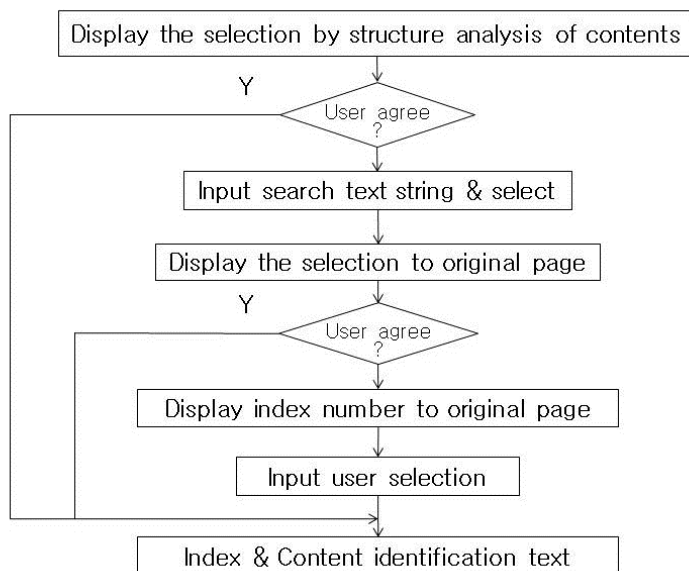 Display the selection by structure analysis of contents
Y
User agree
?
Input search text string & select
Display the selection to original page
Y
User agree
?
Display index number to original page
Input user selection
Index & Content identification text